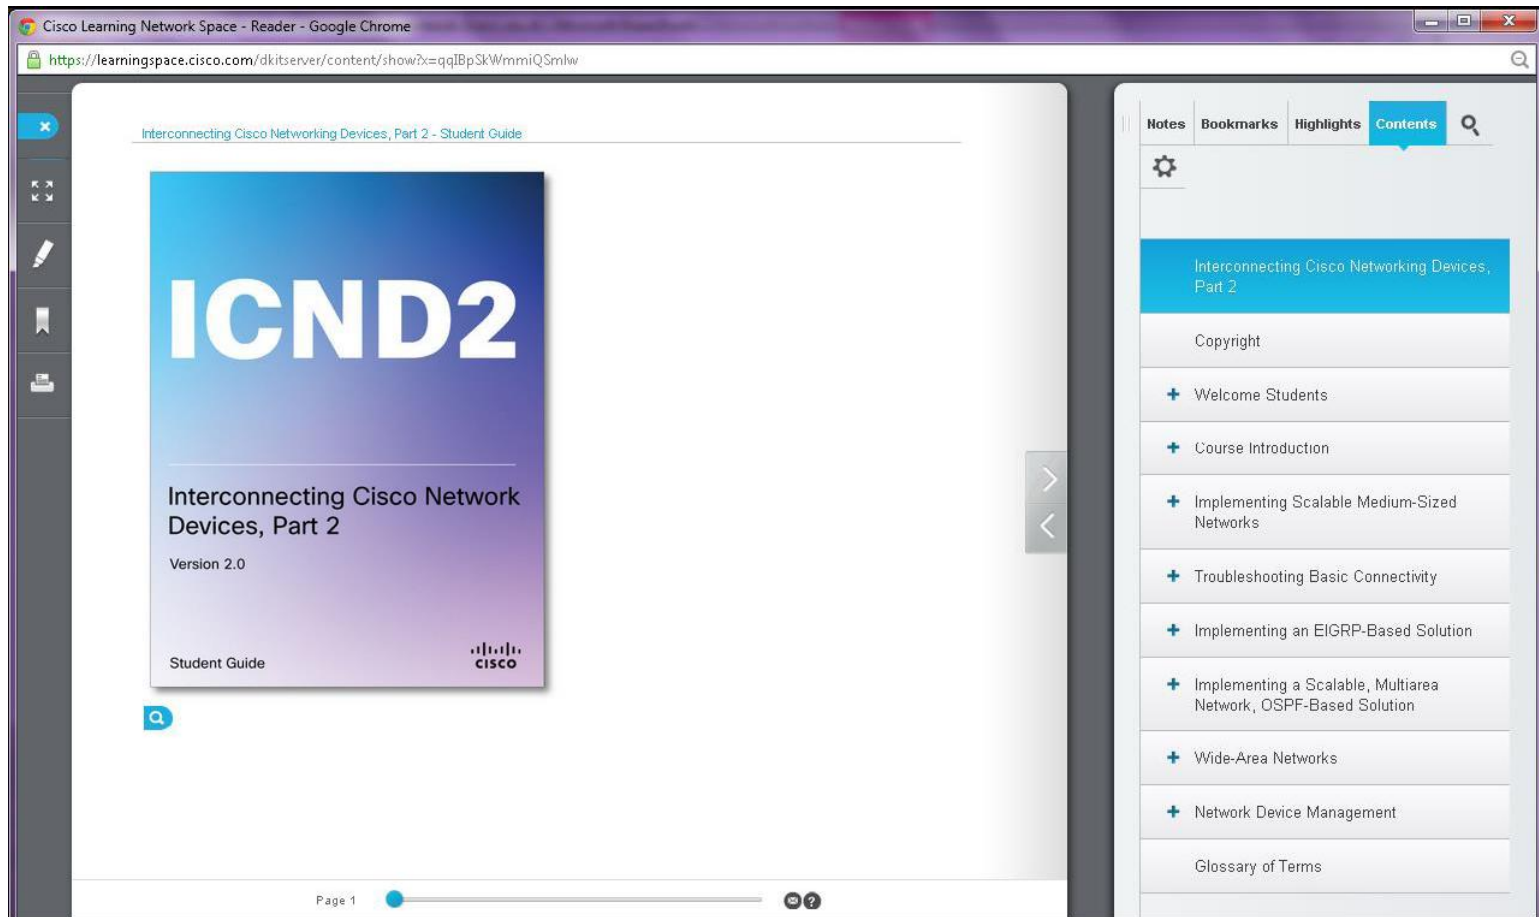 Cisco Learning Network Space - Reader - Google Chrome
https://learningspace.cisco.com/dkitserver/content/show?x=qqIBpSkWmmiQSmlw
Interconnecting Cisco Networking Devices, Part 2 - Student Guide
ICND2
Interconnecting Cisco Network
Devices, Part 2
Version 2.0
Student Guide
CISCO
Page 1
Notes Bookmarks Highlights Contents
Interconnecting Cisco Networking Devices,
Part 2
Copyright
+ Welcome Students
+ Course Introduction
+ Implementing Scalable Medium-Sized
Networks
+ Troubleshooting Basic Connectivity
+ Implementing an EIGRP-Based Solution
+ Implementing a Scalable, Multiarea
Network, OSPF-Based Solution
+ Wide-Area Networks
+ Network Device Management
Glossary of Terms